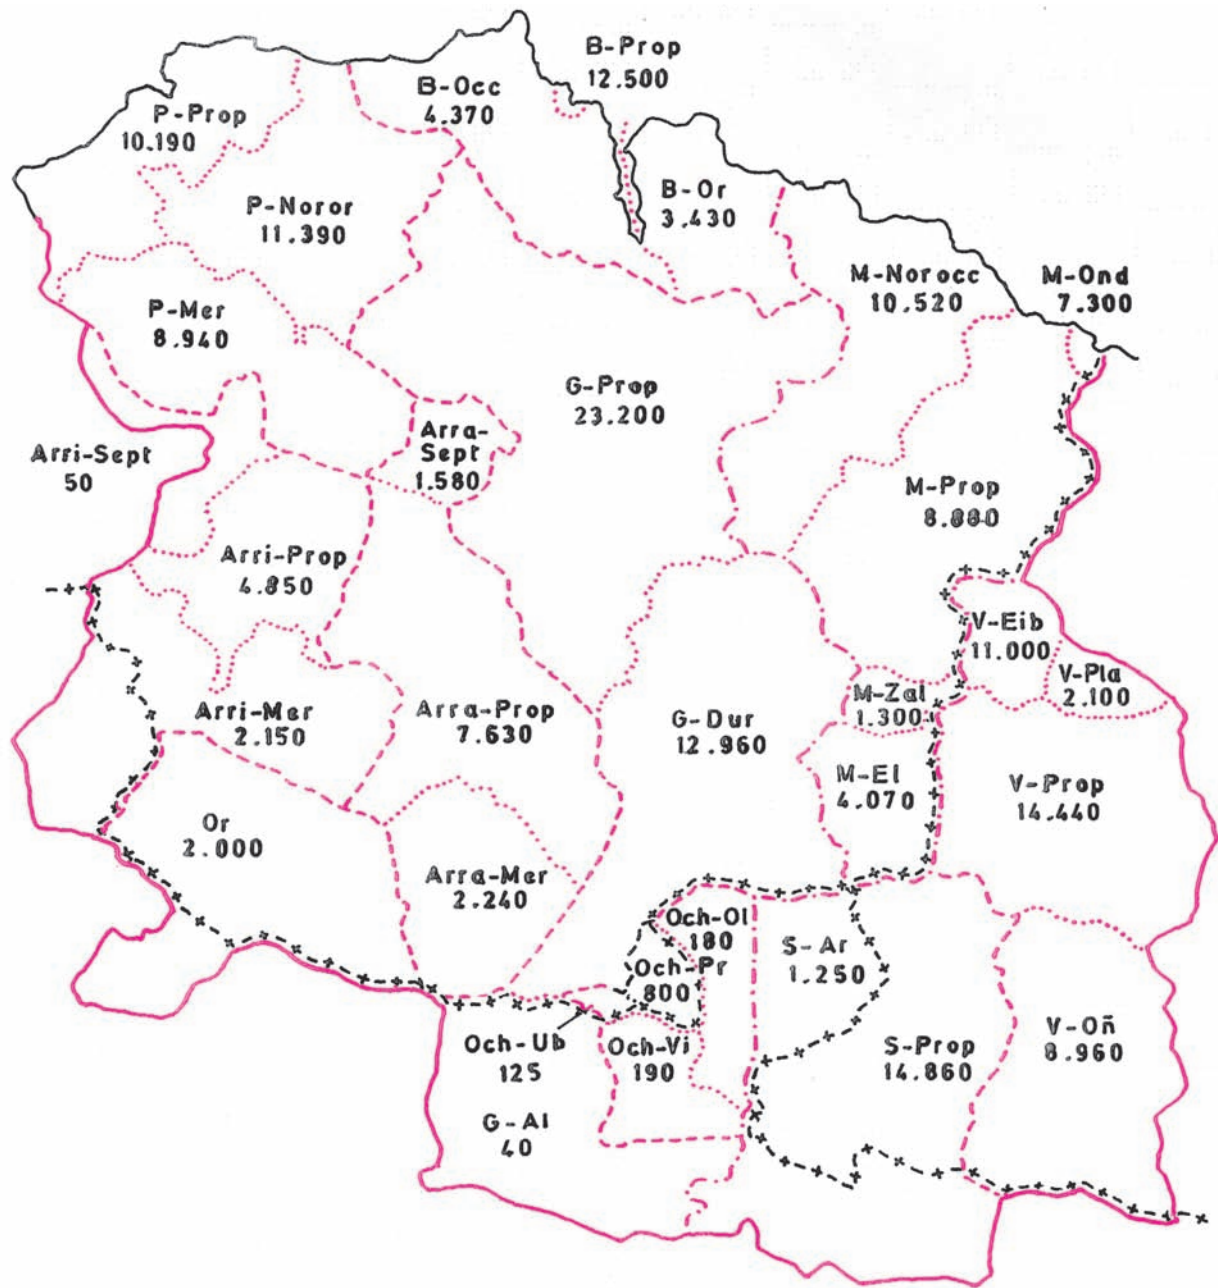 B-Prop
12.500
B-Occ
4.370
P-Prop
10.190
B-Or
3.430
P-Noror
11.390
M-Norocc
10.520
M-Ond
7.300
P-Mer
8.940
G-Prop
23.200
Arra-
Sept
1.580
Arri-Sept
50
M-Prop
8.880
Arri-Prop
4.850
V-Eib
11.000
V-Pla
2.100
M-Zal
1.300
Arri-Mer
2.150
Arra-Prop
7.630
G-Dur
12.960
M-El
4.070
V-Prop
14.440
Or
2.000
Arra-Mer
2.240
Och-Ol
180
S-Ar
1.250
Och-Pr
800
Och-Ub
125
Och-Vi
190
S-Prop
14.860
V-Oñ
8.960
G-Al
40